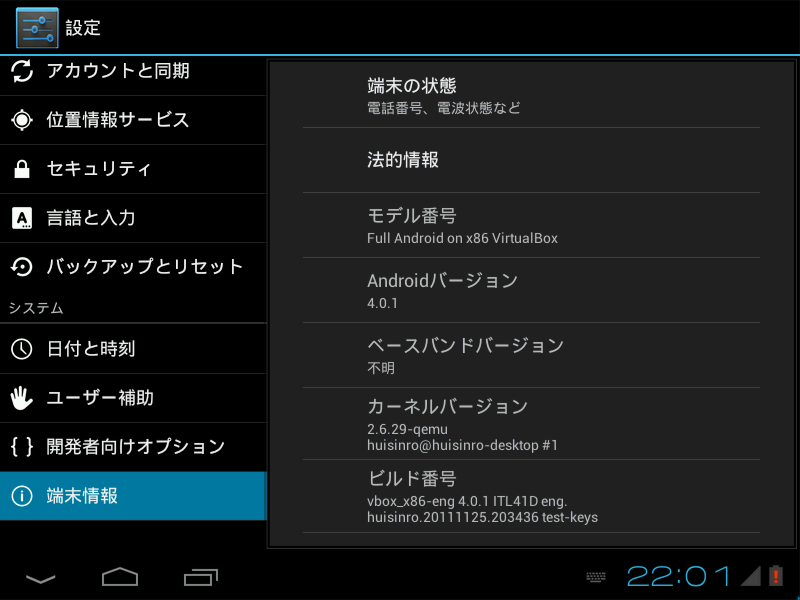 設定
アカウントと同期
位置情報サービス
セキュリティ
A 言語と入力
バックアップとリセット
システム
日付と時刻
ユーザー補助
{ } 開発者向けオプション
端末情報
端末の状態
電話番号、電波状態など
法的情報
モデル番号
Full Android on x86 VirtualBox
Androidバージョン
4.0.1
ベースバンドバージョン
不明
カーネルバージョン
2.6.29-qemu
huisinro@huisinro-desktop #1
ビルド番号
vbox_x86-eng 4.0.1 ITL41D eng.
huisinro.20111125.203436 test-keys
22:01